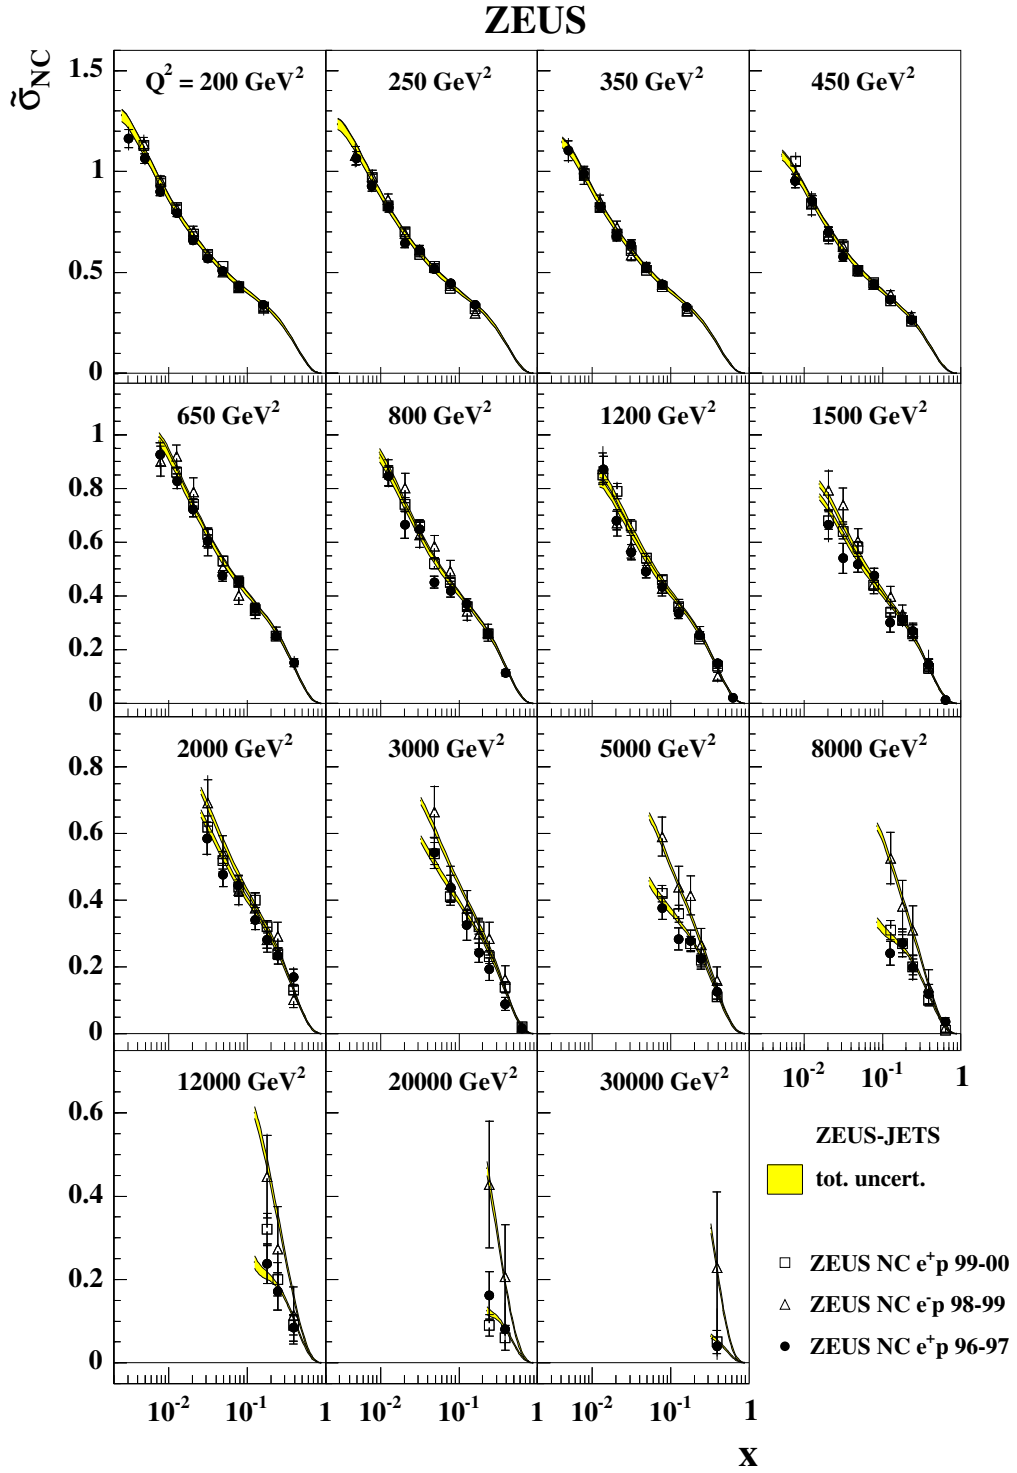 ZEUS
σ̃NC
Q² = 200 GeV² 250 GeV² 350 GeV² 450 GeV²
1.5
1
0.5
0
650 GeV² 800 GeV² 1200 GeV² 1500 GeV²
1
0.8
0.6
0.4
0.2
0
2000 GeV² 3000 GeV² 5000 GeV² 8000 GeV²
0.8
0.6
0.4
0.2
0
10⁻² 10⁻¹ 1
12000 GeV² 20000 GeV² 30000 GeV²
0.6
0.4
0.2
0
10⁻² 10⁻¹ 1 10⁻² 10⁻¹ 1 10⁻² 10⁻¹ 1
x
ZEUS-JETS
tot. uncert.
ZEUS NC e⁺p 99-00
ZEUS NC e⁻p 98-99
ZEUS NC e⁺p 96-97